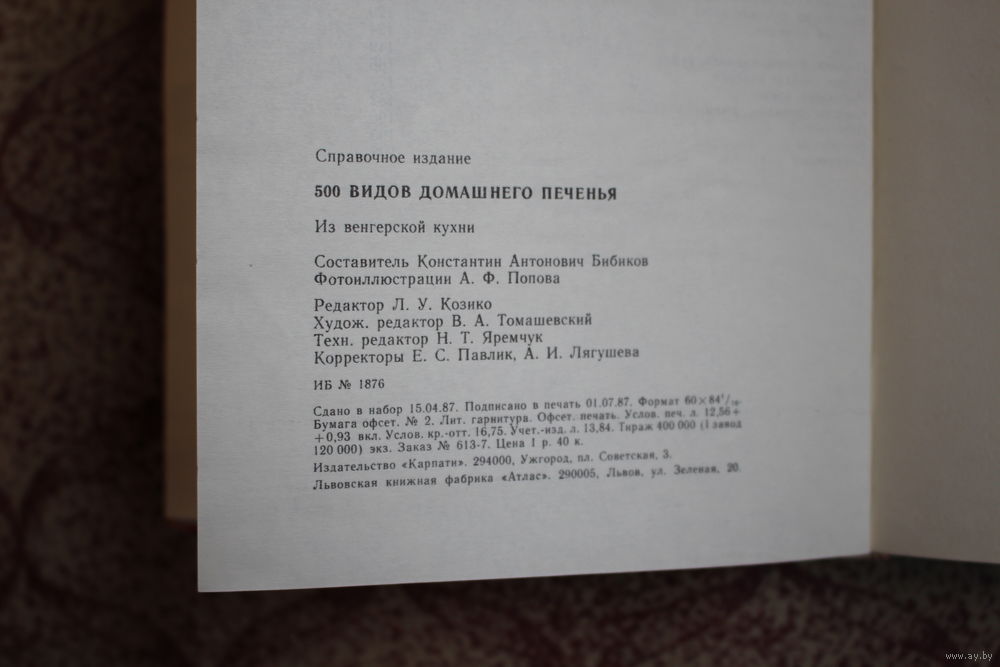 Справочное издание
500 ВИДОВ ДОМАШНЕГО ПЕЧЕНЬЯ
Из венгерской кухни
Составитель Константин Антонович Бибиков
Фотоиллюстрации А. Ф. Попова
Редактор Л. У. Козико
Худож. редактор В. А. Томашевский
Техн. редактор Н. Т. Яремчук
Корректоры Е. С. Павлик, А. И. Лягушева
ИБ № 1876
Сдано в набор 15.04.87. Подписано в печать 01.07.87. Формат 60×84¹/₁₆.
Бумага офсет. № 2. Лит. гарнитура. Офсет. печать. Услов. печ. л. 12,56+
+0,93 вкл. Услов. кр.-отт. 16,75. Учет.-изд. л. 13,84. Тираж 400 000 (1 завод
120 000) экз. Заказ № 613-7. Цена 1 р. 40 к.
Издательство «Карпати». 294000, Ужгород, пл. Советская, 3.
Львовская книжная фабрика «Атлас». 290005, Львов, ул. Зеленая, 20.
www.ay.by